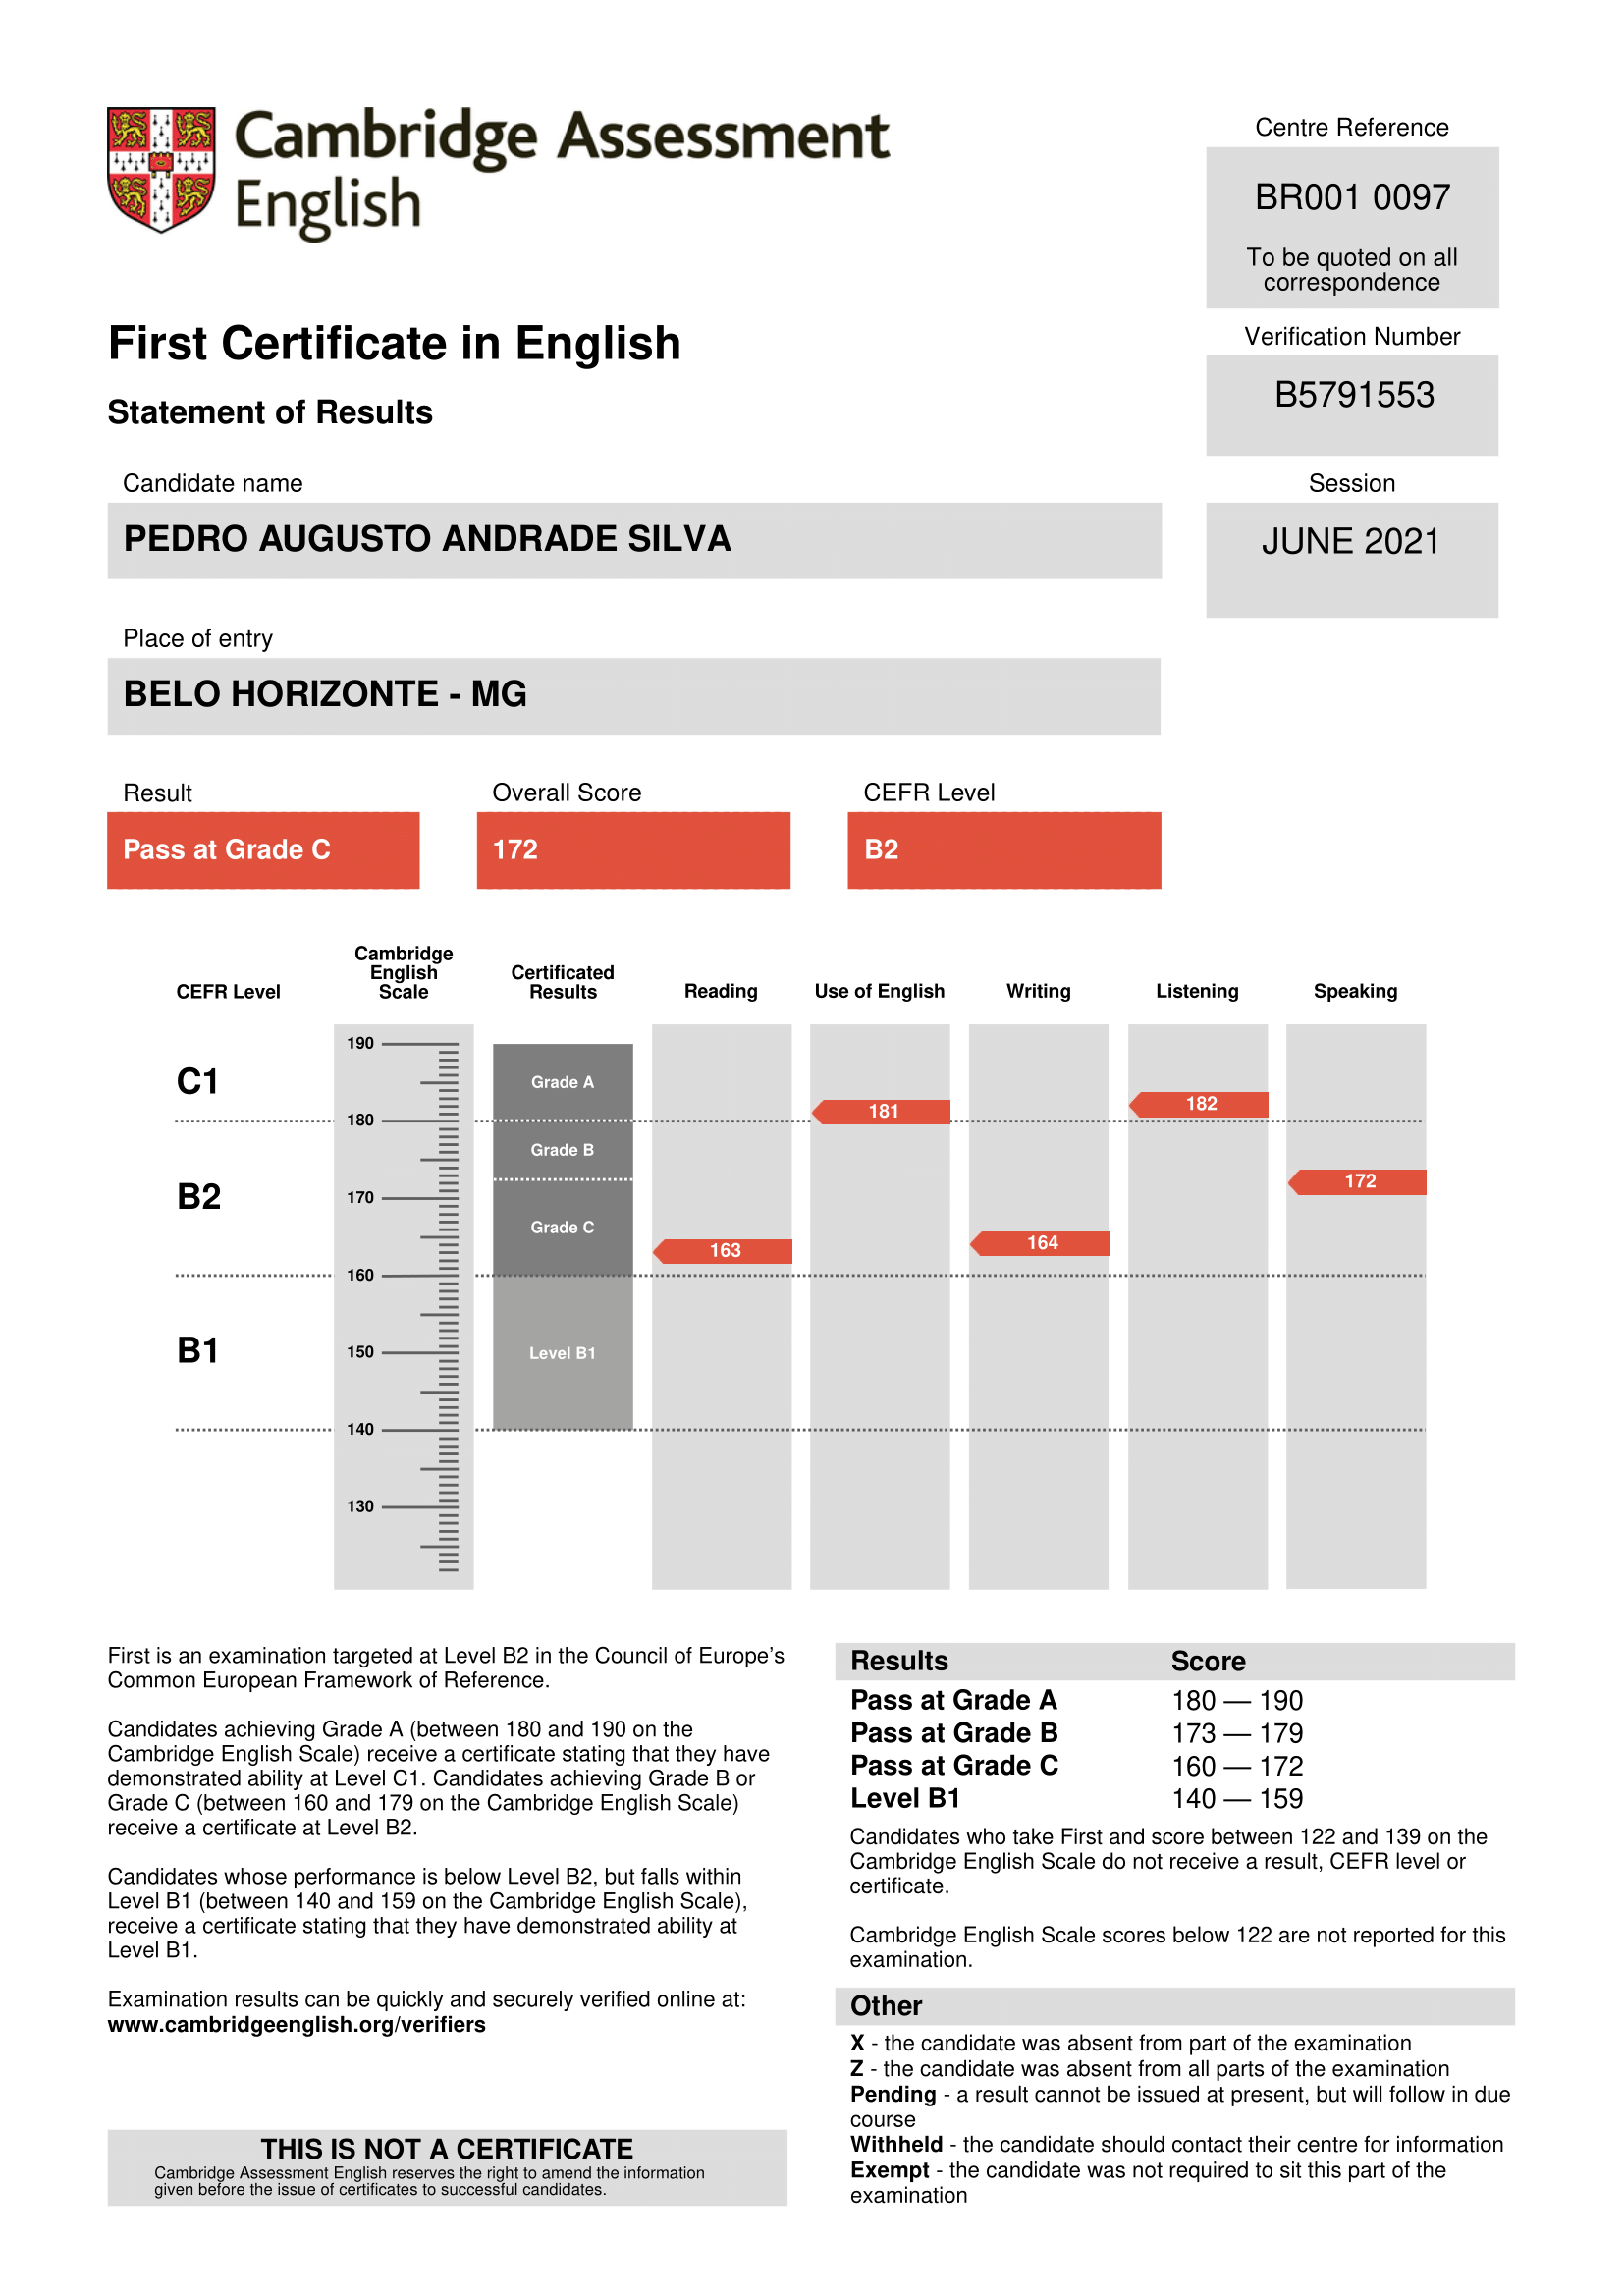 Cambridge Assessment
English
Centre Reference
BR001 0097
To be quoted on all
correspondence
First Certificate in English
Verification Number
B5791553
Statement of Results
Candidate name
PEDRO AUGUSTO ANDRADE SILVA
Session
JUNE 2021
Place of entry
BELO HORIZONTE - MG
Result
Overall Score
CEFR Level
Pass at Grade C
172
B2
CEFR Level
Cambridge
English
Scale
Certificated
Results
Reading
Use of English
Writing
Listening
Speaking
190
C1
Grade A
181
182
180
Grade B
172
B2
170
Grade C
163
164
160
B1
150
Level B1
140
130
First is an examination targeted at Level B2 in the Council of Europe's
Common European Framework of Reference.
Candidates achieving Grade A (between 180 and 190 on the
Cambridge English Scale) receive a certificate stating that they have
demonstrated ability at Level C1. Candidates achieving Grade B or
Grade C (between 160 and 179 on the Cambridge English Scale)
receive a certificate at Level B2.
Candidates whose performance is below Level B2, but falls within
Level B1 (between 140 and 159 on the Cambridge English Scale),
receive a certificate stating that they have demonstrated ability at
Level B1.
Examination results can be quickly and securely verified online at:
www.cambridgeenglish.org/verifiers
THIS IS NOT A CERTIFICATE
Cambridge Assessment English reserves the right to amend the information
given before the issue of certificates to successful candidates.
Results Score
Pass at Grade A 180 — 190
Pass at Grade B 173 — 179
Pass at Grade C 160 — 172
Level B1 140 — 159
Candidates who take First and score between 122 and 139 on the
Cambridge English Scale do not receive a result, CEFR level or
certificate.
Cambridge English Scale scores below 122 are not reported for this
examination.
Other
X - the candidate was absent from part of the examination
Z - the candidate was absent from all parts of the examination
Pending - a result cannot be issued at present, but will follow in due
course
Withheld - the candidate should contact their centre for information
Exempt - the candidate was not required to sit this part of the
examination